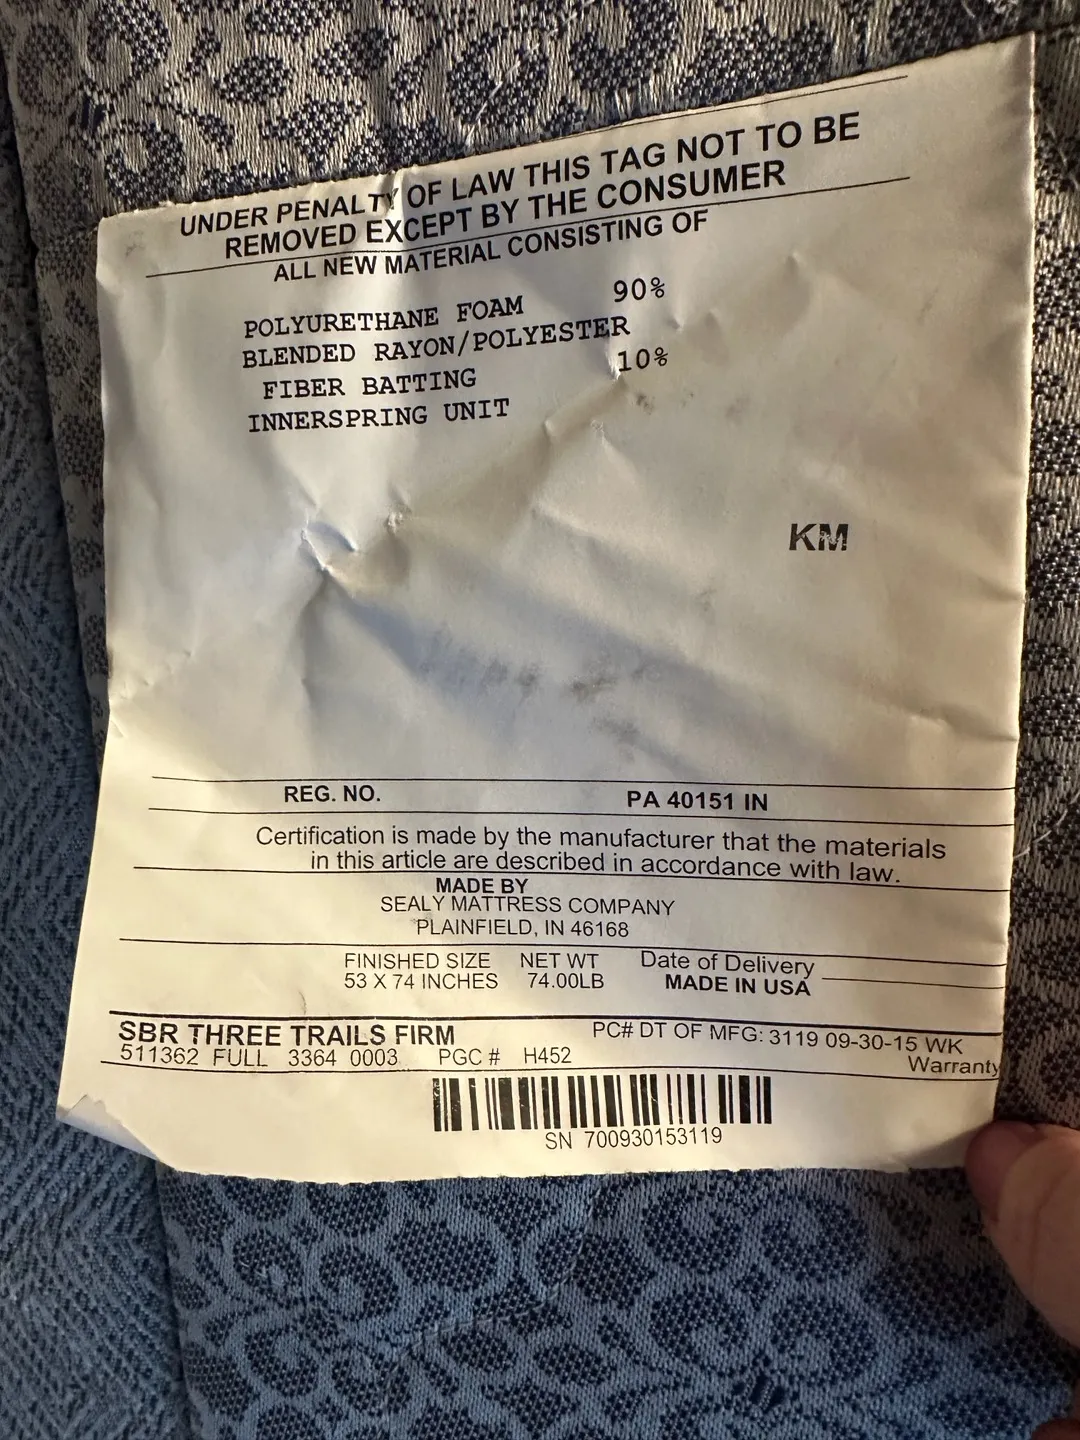 UNDER PENALTY OF LAW THIS TAG NOT TO BE
REMOVED EXCEPT BY THE CONSUMER
ALL NEW MATERIAL CONSISTING OF
POLYURETHANE FOAM 90%
BLENDED RAYON/POLYESTER
FIBER BATTING 10%
INNERSPRING UNIT
KM
REG. NO. PA 40151 IN
Certification is made by the manufacturer that the materials
in this article are described in accordance with law.
MADE BY
SEALY MATTRESS COMPANY
PLAINFIELD, IN 46168
FINISHED SIZE NET WT Date of Delivery
53 X 74 INCHES 74.00LB MADE IN USA
SBR THREE TRAILS FIRM PC# DT OF MFG: 3119 09-30-15 WK
511362 FULL 3364 0003 PGC # H452 Warranty
SN 700930153119